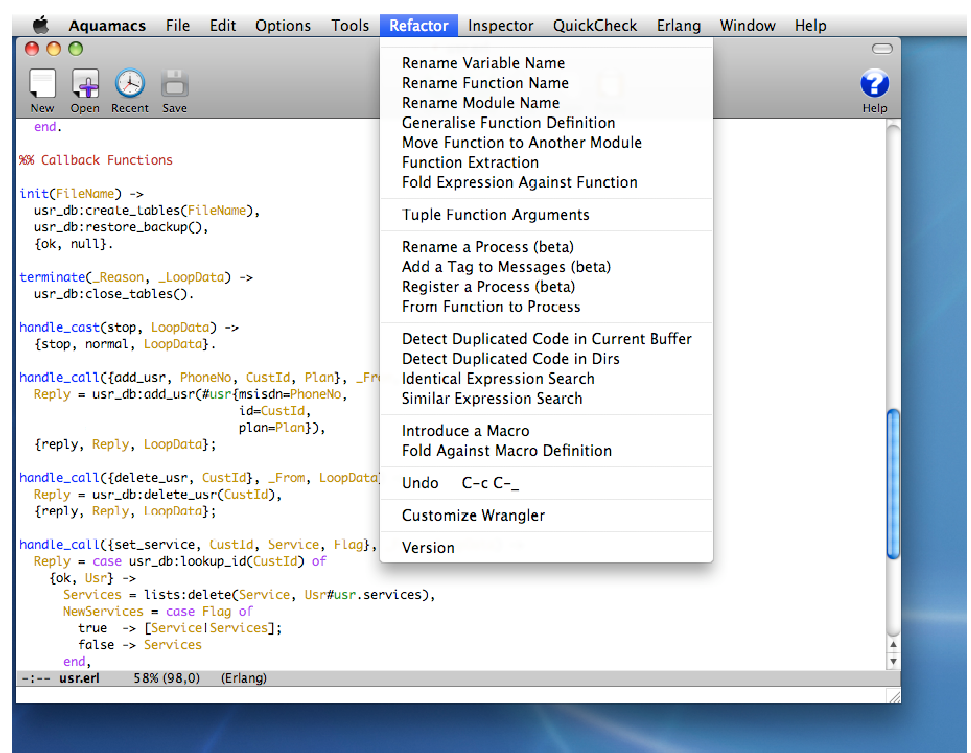 Aquamacs File Edit Options Tools Refactor Inspector QuickCheck Erlang Window Help
New Open Recent Save Help
end.
%% Callback Functions
init(FileName) ->
usr_db:create_tables(FileName),
usr_db:restore_backup(),
{ok, null}.
terminate(_Reason, _LoopData) ->
usr_db:close_tables().
handle_cast(stop, LoopData) ->
{stop, normal, LoopData}.
handle_call({add_usr, PhoneNo, CustId, Plan}, _Fr
Reply = usr_db:add_usr(#usr{msisdn=PhoneNo,
id=CustId,
plan=Plan}),
{reply, Reply, LoopData};
handle_call({delete_usr, CustId}, _From, LoopData
Reply = usr_db:delete_usr(CustId),
{reply, Reply, LoopData};
handle_call({set_service, CustId, Service, Flag},
Reply = case usr_db:lookup_id(CustId) of
{ok, Usr} ->
Services = lists:delete(Service, Usr#usr.services),
NewServices = case Flag of
true -> [Service|Services];
false -> Services
end,
-:-- usr.erl 58% (98,0) (Erlang)
Rename Variable Name
Rename Function Name
Rename Module Name
Generalise Function Definition
Move Function to Another Module
Function Extraction
Fold Expression Against Function
Tuple Function Arguments
Rename a Process (beta)
Add a Tag to Messages (beta)
Register a Process (beta)
From Function to Process
Detect Duplicated Code in Current Buffer
Detect Duplicated Code in Dirs
Identical Expression Search
Similar Expression Search
Introduce a Macro
Fold Against Macro Definition
Undo C-c C-_
Customize Wrangler
Version